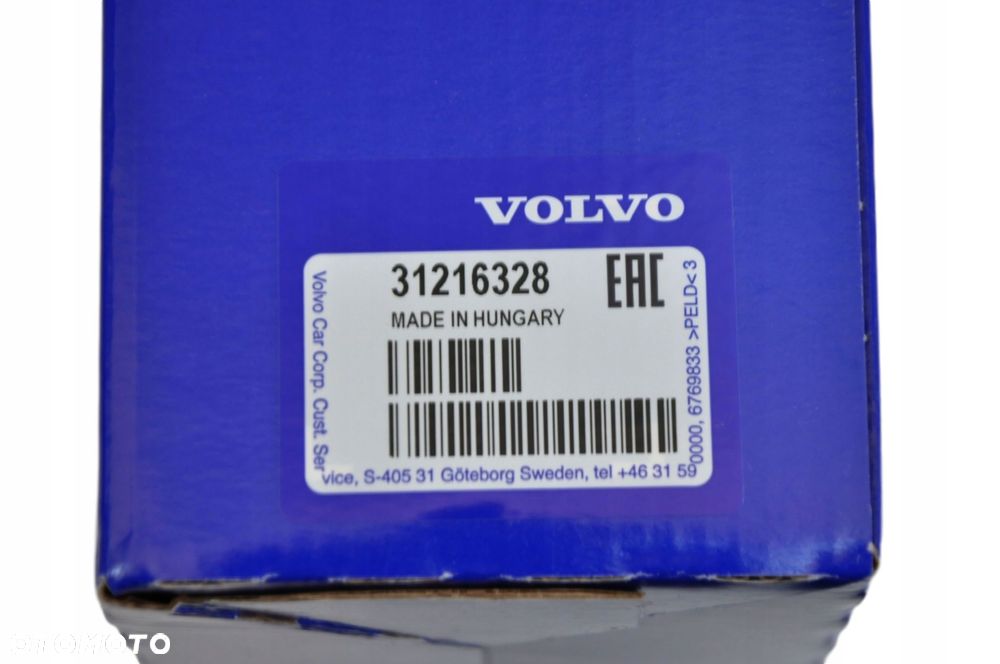 VOLVO
31216328
EAC
MADE IN HUNGARY
Volvo Car Corp. Cust. Service, S-405 31 Göteborg Sweden, tel +46 31 590000, 6769833 >PELD< 3
OTOMOTO